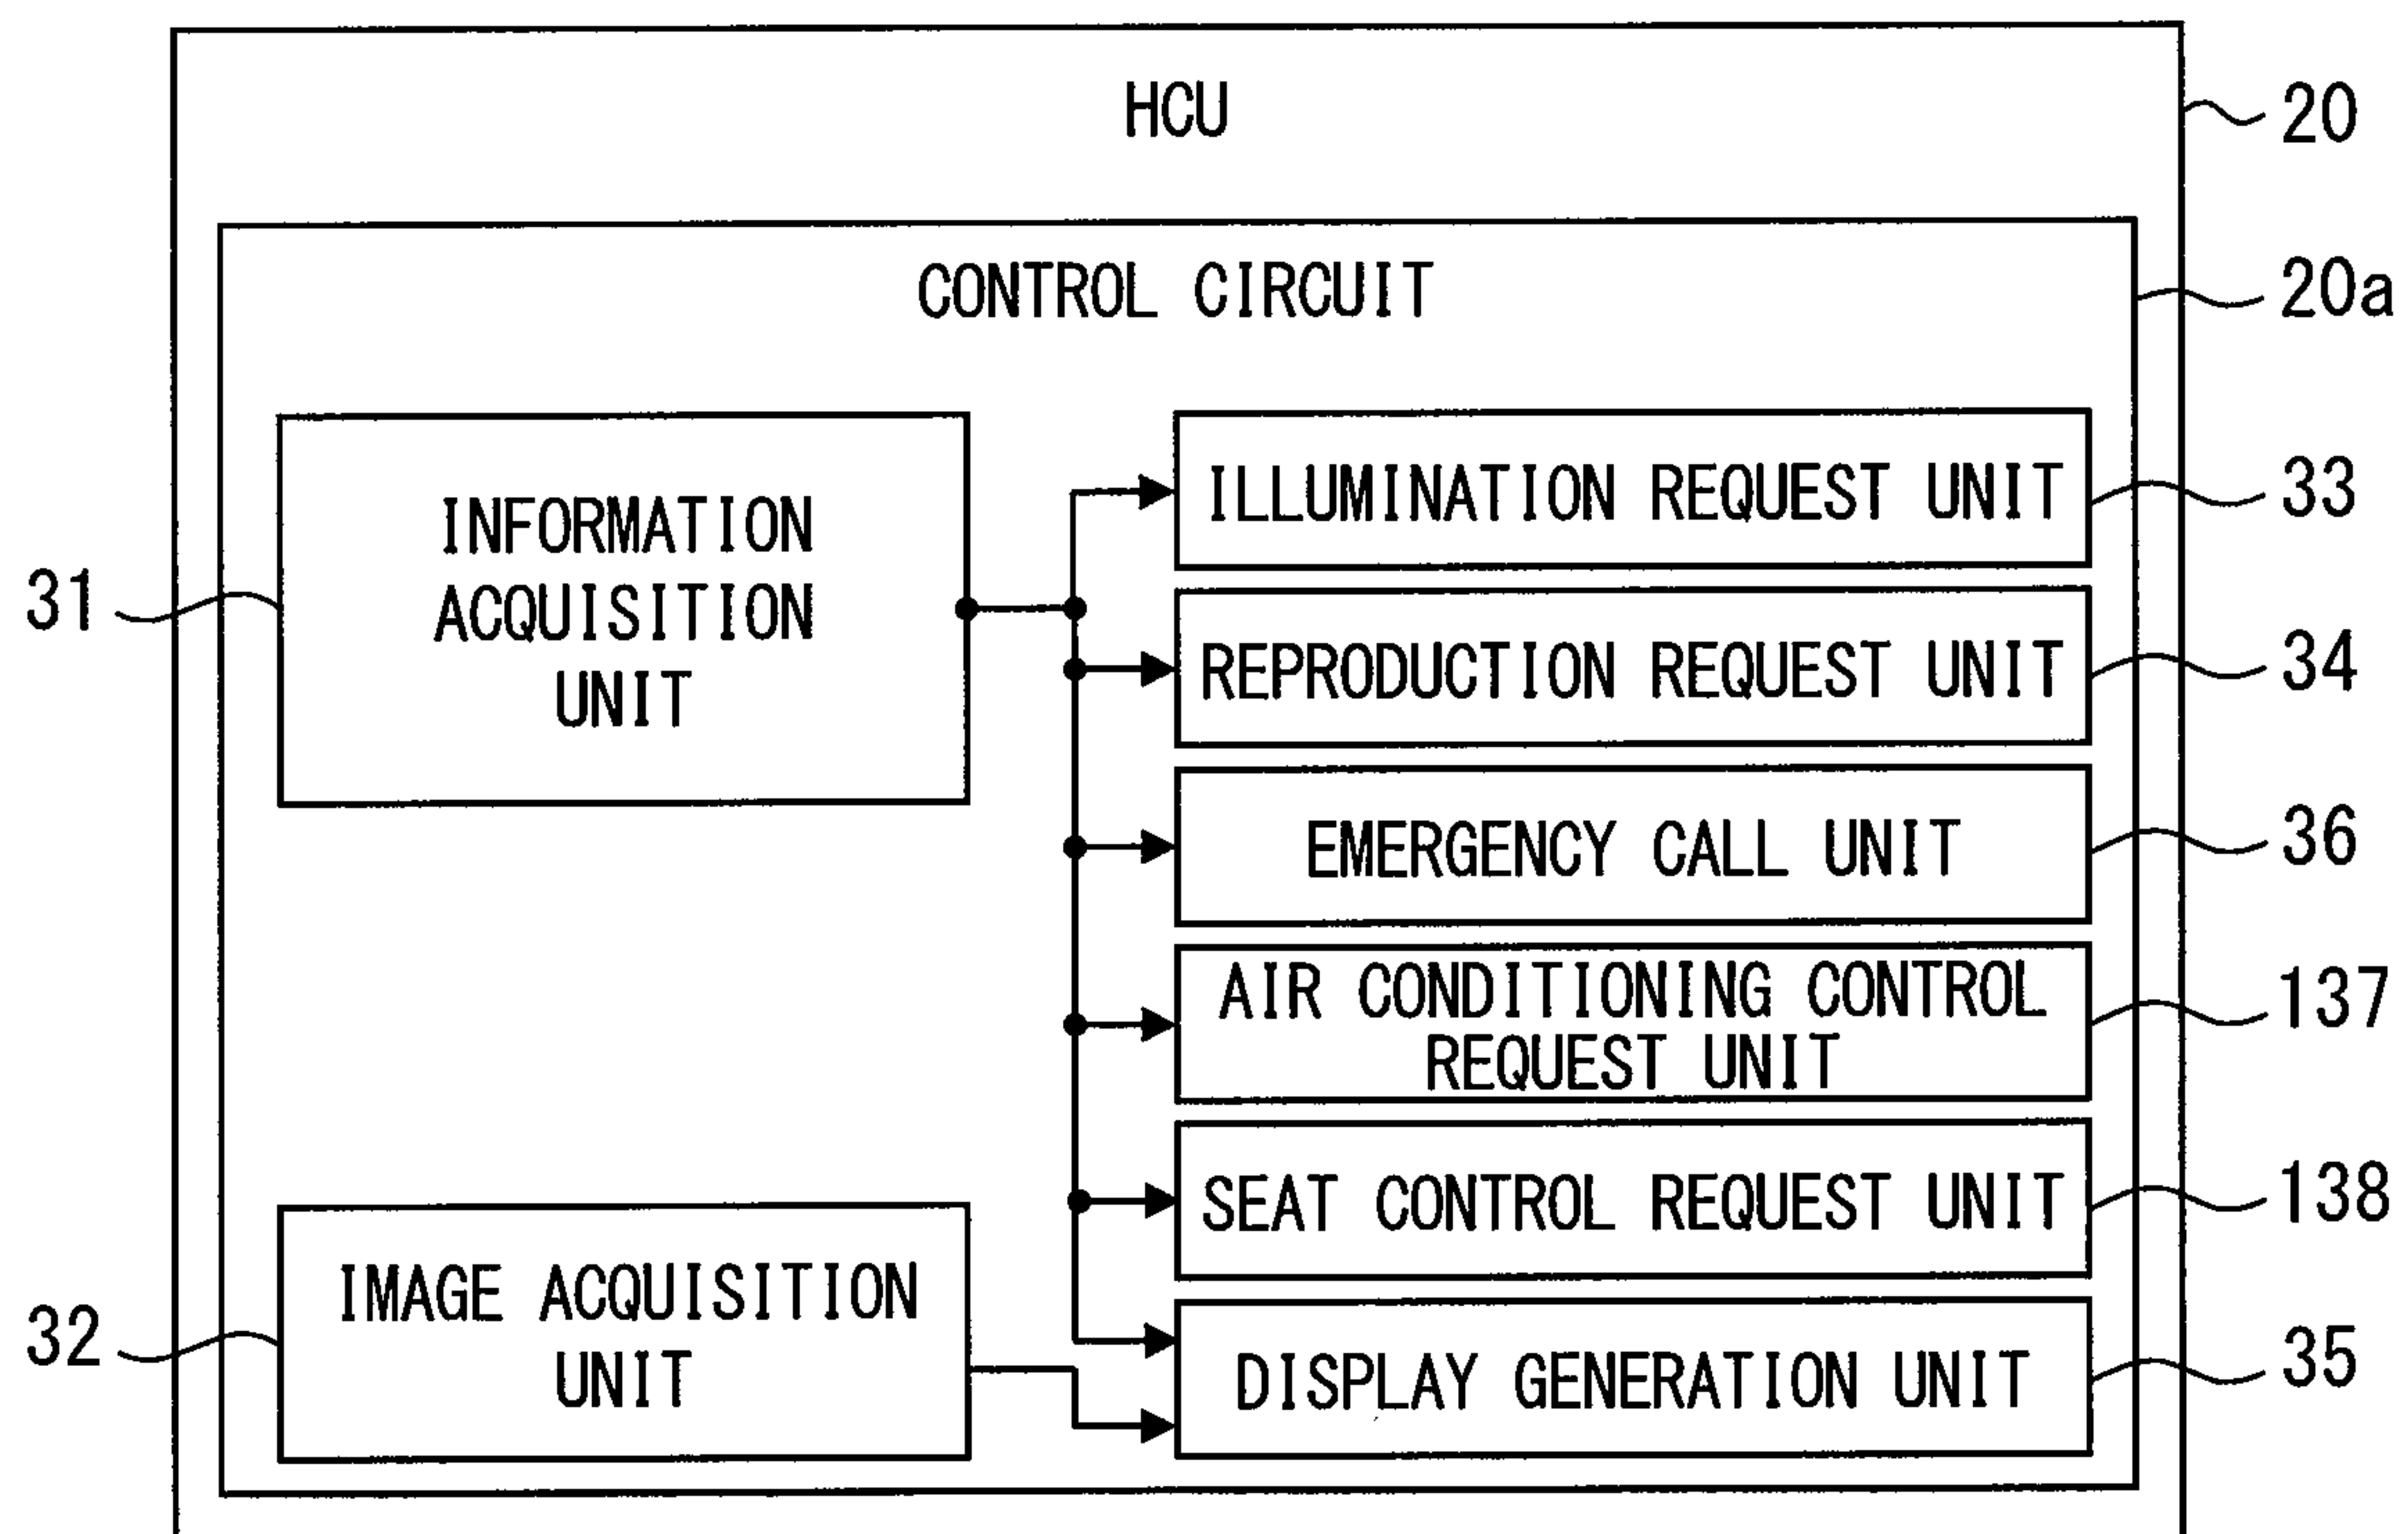 HCU
20
CONTROL CIRCUIT
20a
INFORMATION
ACQUISITION
UNIT
31
ILLUMINATION REQUEST UNIT
33
REPRODUCTION REQUEST UNIT
34
EMERGENCY CALL UNIT
36
AIR CONDITIONING CONTROL
REQUEST UNIT
137
SEAT CONTROL REQUEST UNIT
138
IMAGE ACQUISITION
UNIT
32
DISPLAY GENERATION UNIT
35